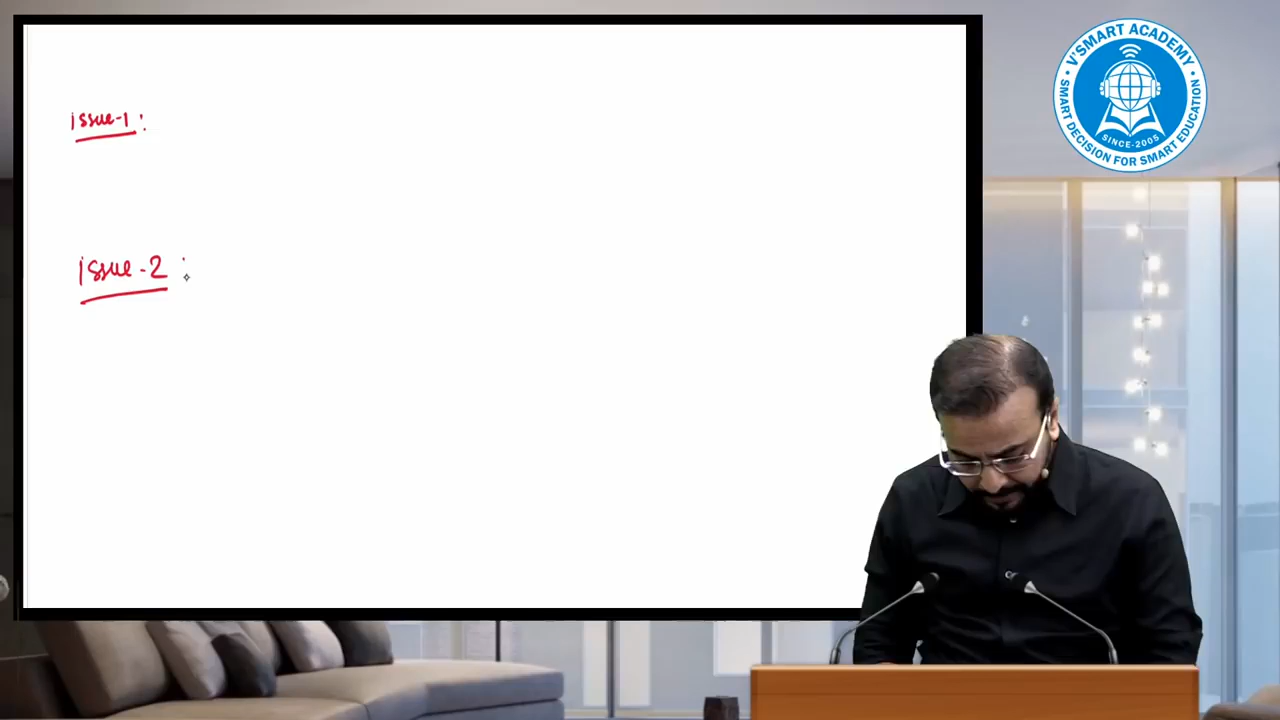 issue-1:
issue-2 :
V'SMART ACADEMY
SMART DECISION FOR SMART EDUCATION
SINCE-2005